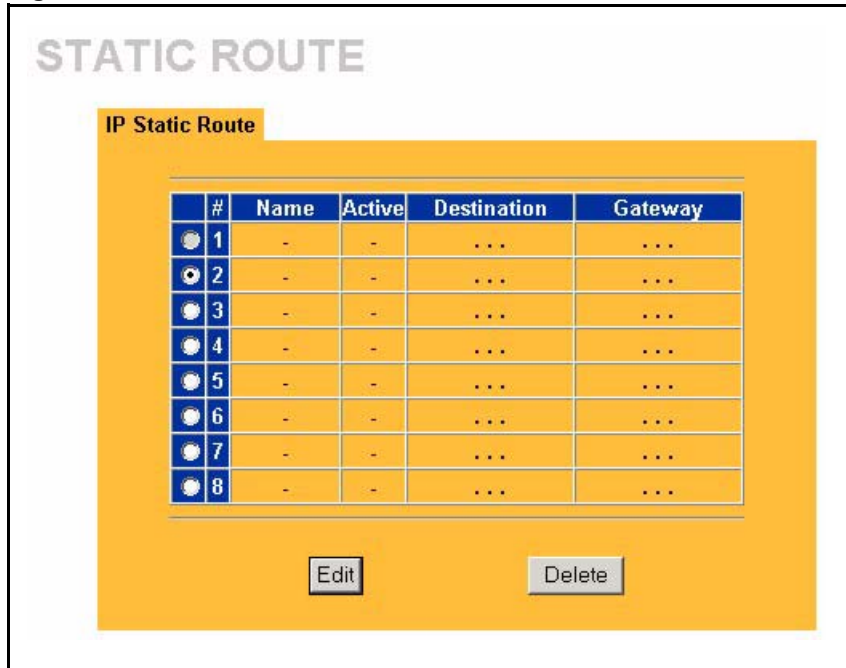 STATIC ROUTE
IP Static Route
# Name Active Destination Gateway
1 - - . . . . . .
2 - - . . . . . .
3 - - . . . . . .
4 - - . . . . . .
5 - - . . . . . .
6 - - . . . . . .
7 - - . . . . . .
8 - - . . . . . .
Edit Delete